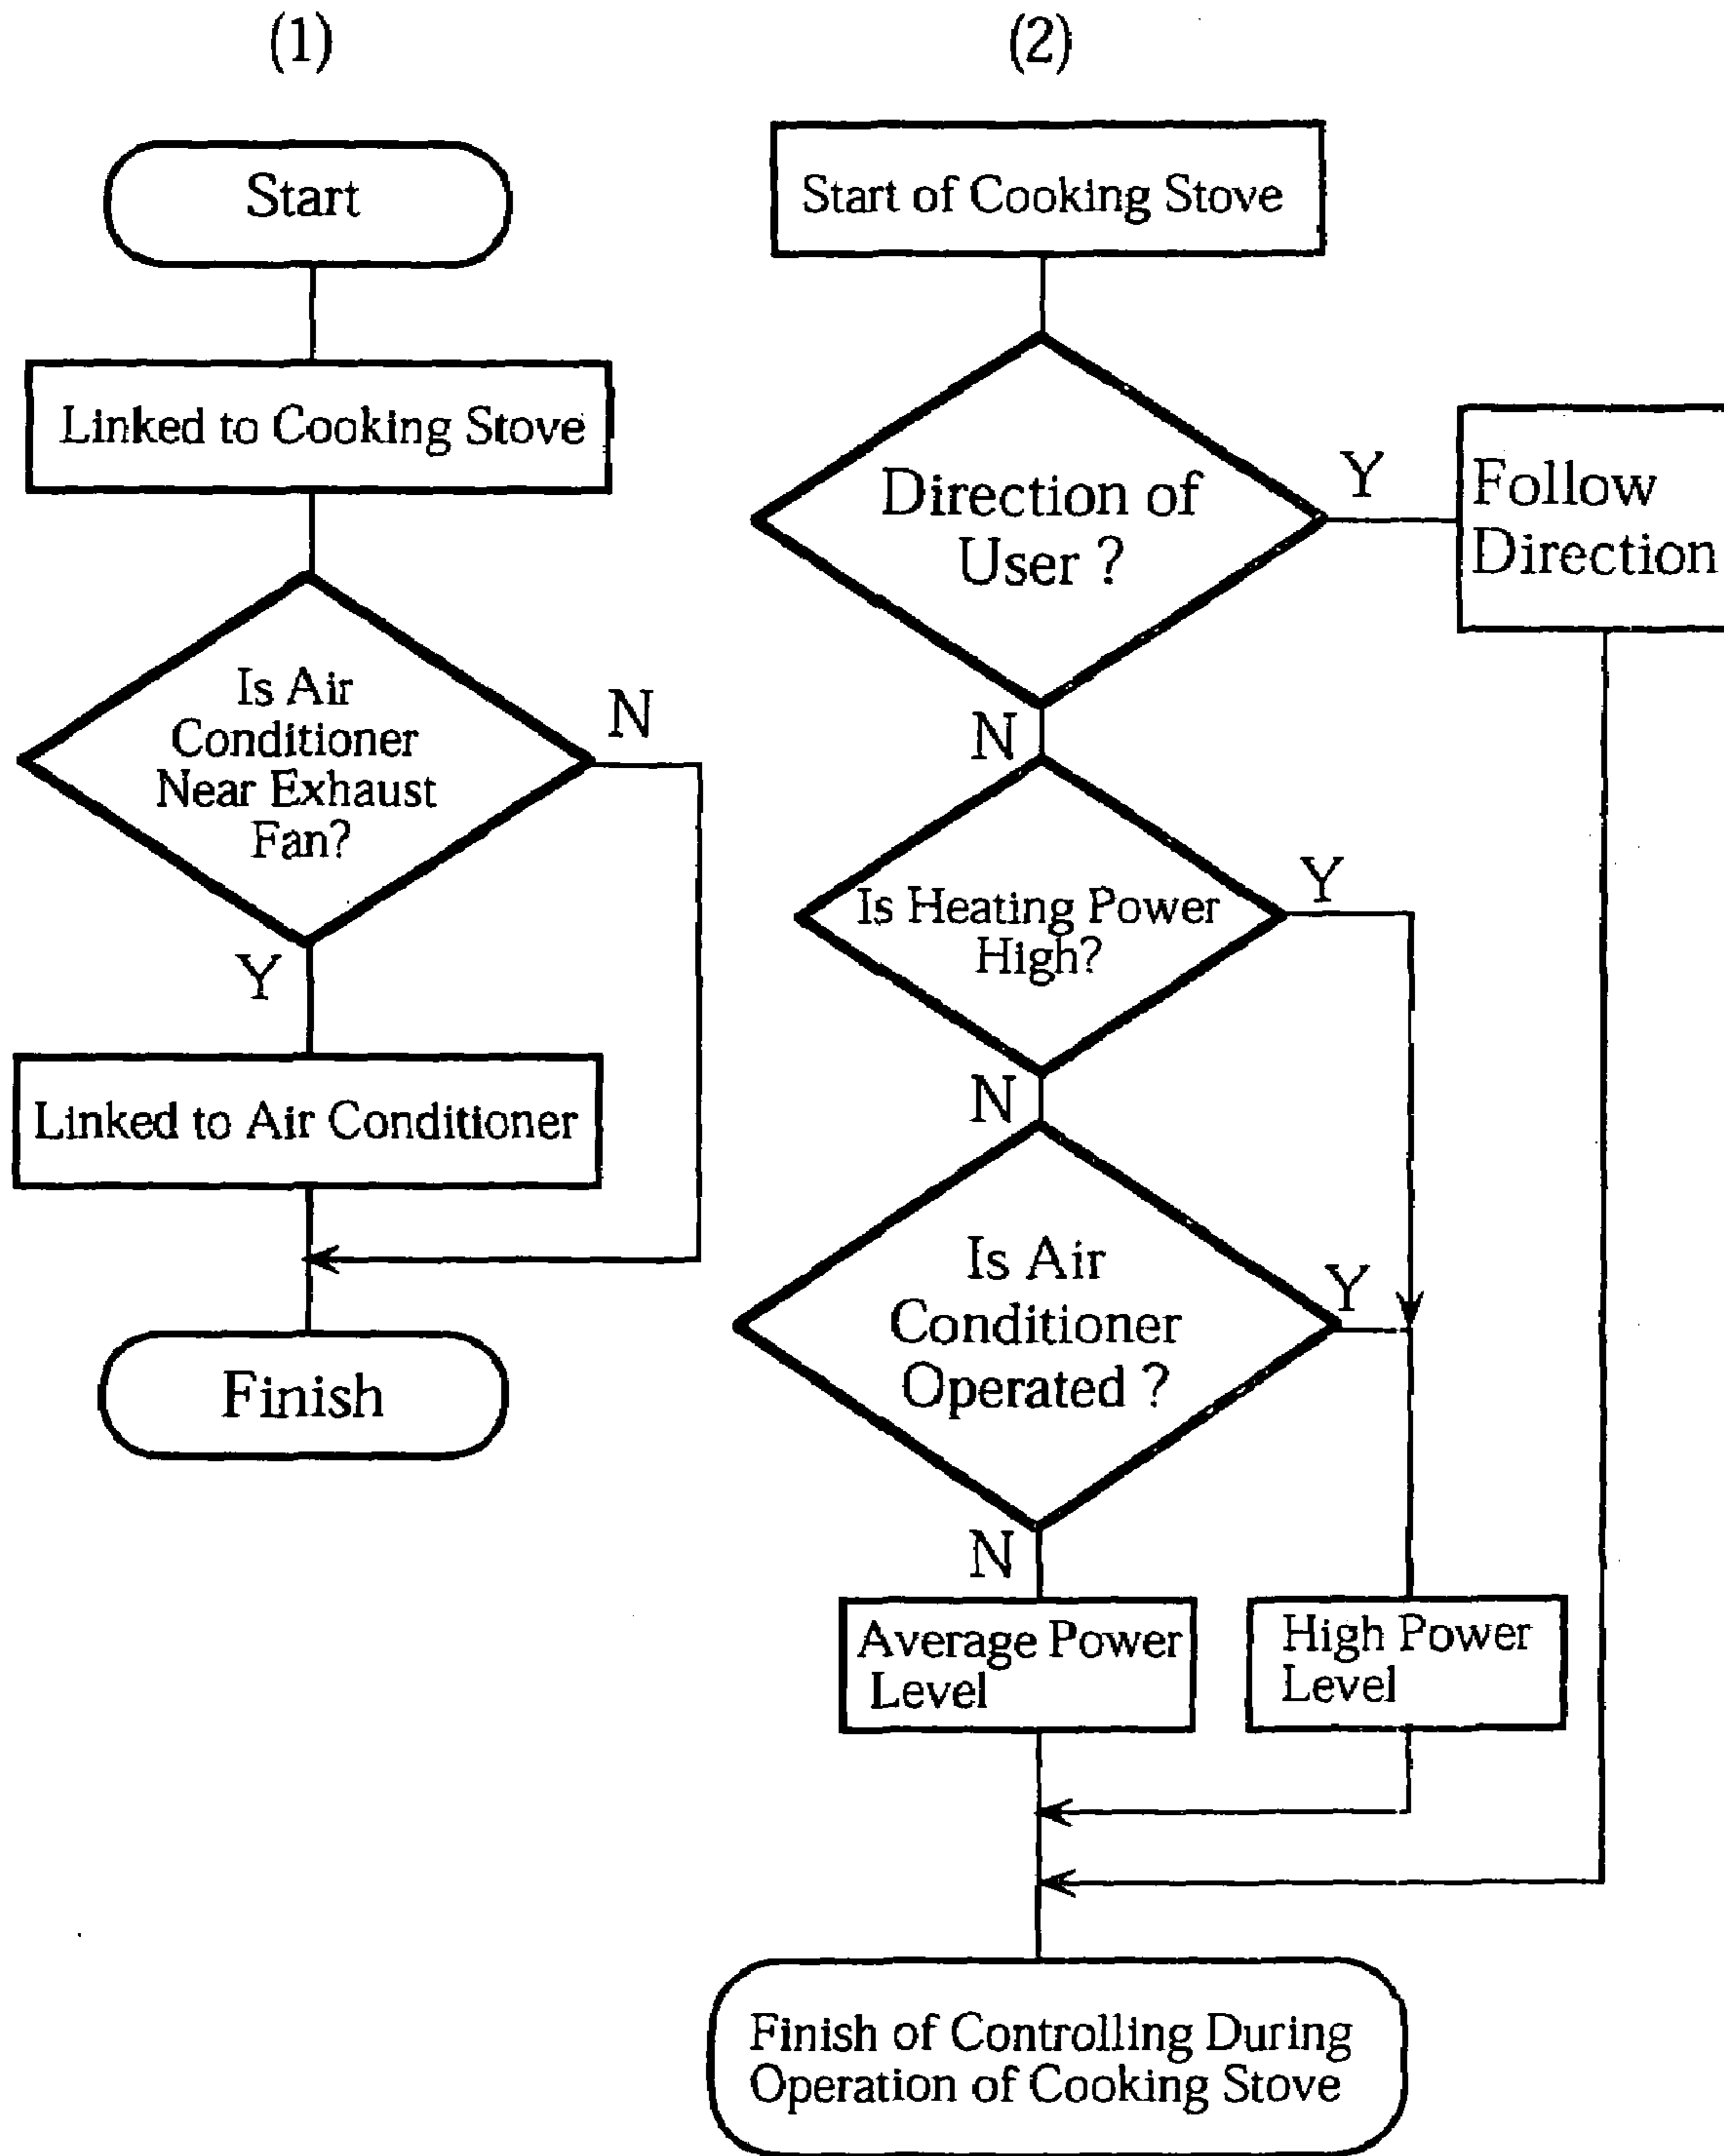 (1)
Start
Linked to Cooking Stove
Is Air
Conditioner
Near Exhaust
Fan?
N
Y
Linked to Air Conditioner
Finish
(2)
Start of Cooking Stove
Direction of
User ?
Y
Follow
Direction
N
Is Heating Power
High?
Y
N
Is Air
Conditioner
Operated ?
Y
N
Average Power
Level
High Power
Level
Finish of Controlling During
Operation of Cooking Stove